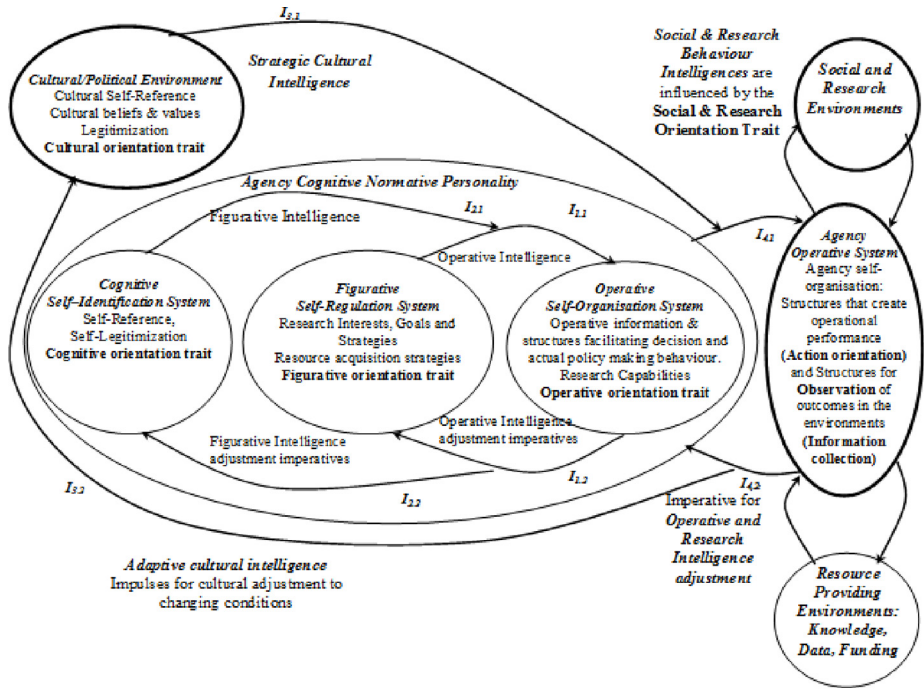 I3.1
Strategic Cultural
Intelligence
Cultural/Political Environment
Cultural Self-Reference
Cultural beliefs & values
Legitimization
Cultural orientation trait
Social & Research
Behaviour
Intelligences are
influenced by the
Social & Research
Orientation Trait
Social and
Research
Environments
Agency Cognitive Normative Personality
Figurative Intelligence
I2.1
I1.1
Operative Intelligence
I4.1
Cognitive
Self–Identification System
Self-Reference,
Self-Legitimization
Cognitive orientation trait
Figurative
Self-Regulation System
Research Interests, Goals and
Strategies
Resource acquisition strategies
Figurative orientation trait
Operative
Self-Organisation System
Operative information &
structures facilitating decision and
actual policy making behaviour.
Research Capabilities
Operative orientation trait
Agency
Operative System
Agency self-
organisation:
Structures that create
operational
performance
(Action orientation)
and Structures for
Observation of
outcomes in the
environments
(Information
collection)
Figurative Intelligence
adjustment imperatives
Operative Intelligence
adjustment imperatives
I3.2
I2.2
I1.2
I4.2
Imperative for
Operative and
Research
Intelligence
adjustment
Adaptive cultural intelligence
Impulses for cultural adjustment to
changing conditions
Resource
Providing
Environments:
Knowledge,
Data, Funding